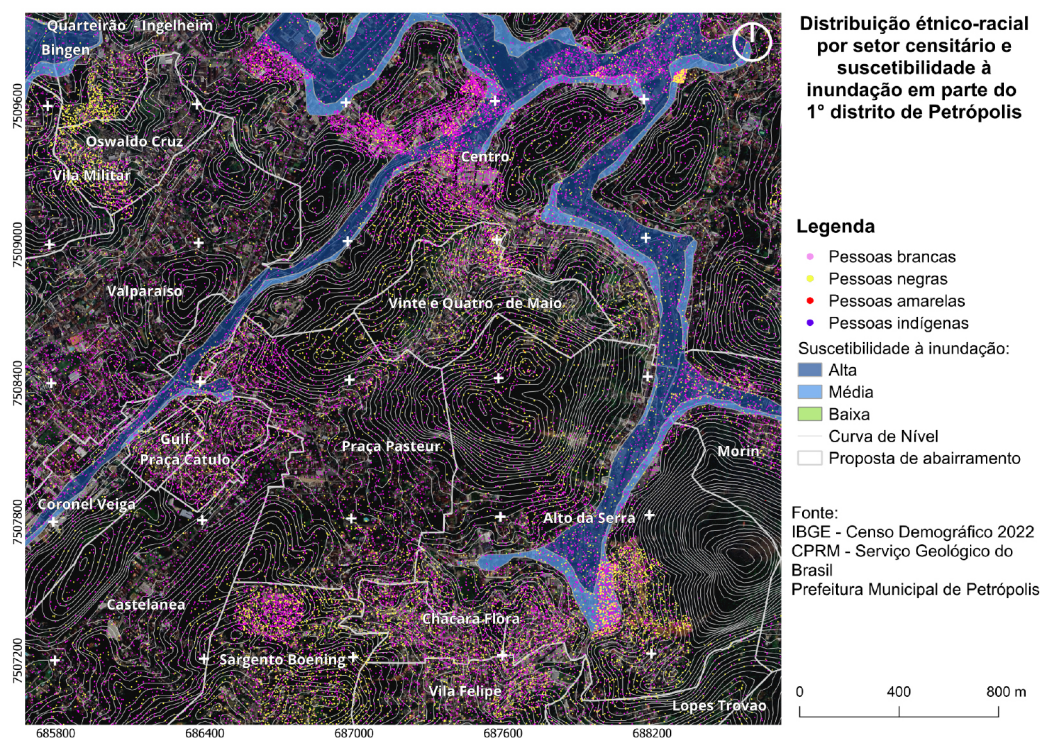 Distribuição étnico-racial
por setor censitário e
suscetibilidade à
inundação em parte do
1° distrito de Petrópolis
Quarteirão - Ingelheim
Bingen
Oswaldo Cruz
Vila Militar
Centro
Valparaíso
Vinte e Quatro - de Maio
Gulf
Praça Catulo
Praça Pasteur
Morin
Coronel Veiga
Alto da Serra
Castelanea
Chácara Flora
Sargento Boening
Vila Felipe
Lopes Trovao
7509600
7509000
7508400
7507800
7507200
685800
686400
687000
687600
688200
Legenda
Pessoas brancas
Pessoas negras
Pessoas amarelas
Pessoas indígenas
Suscetibilidade à inundação:
Alta
Média
Baixa
Curva de Nível
Proposta de abairramento
Fonte:
IBGE - Censo Demográfico 2022
CPRM - Serviço Geológico do
Brasil
Prefeitura Municipal de Petrópolis
0 400 800 m